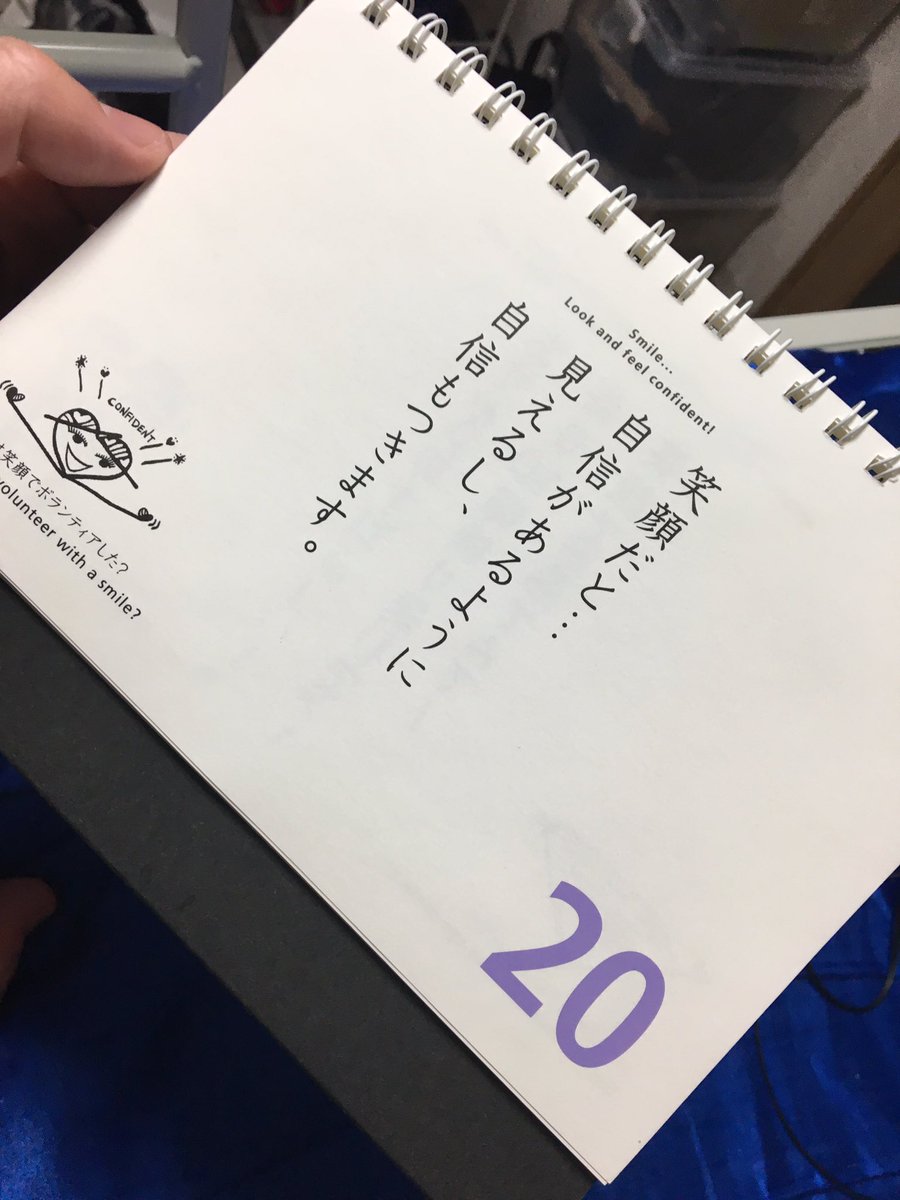 Smile...
Look and feel confident!
笑顔だと…
自信があるように
見えるし、
自信もつきます。
CONFIDENT
笑顔でボランティアした?
volunteer with a smile?
20